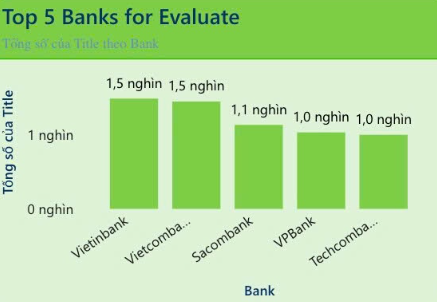 Top 5 Banks for Evaluate
Tổng số của Title theo Bank
Tổng số của Title
1,5 nghìn
1,5 nghìn
1,1 nghìn
1,0 nghìn
1,0 nghìn
1 nghìn
0 nghìn
Vietinbank
Vietcomba...
Sacombank
VPBank
Techcomba...
Bank